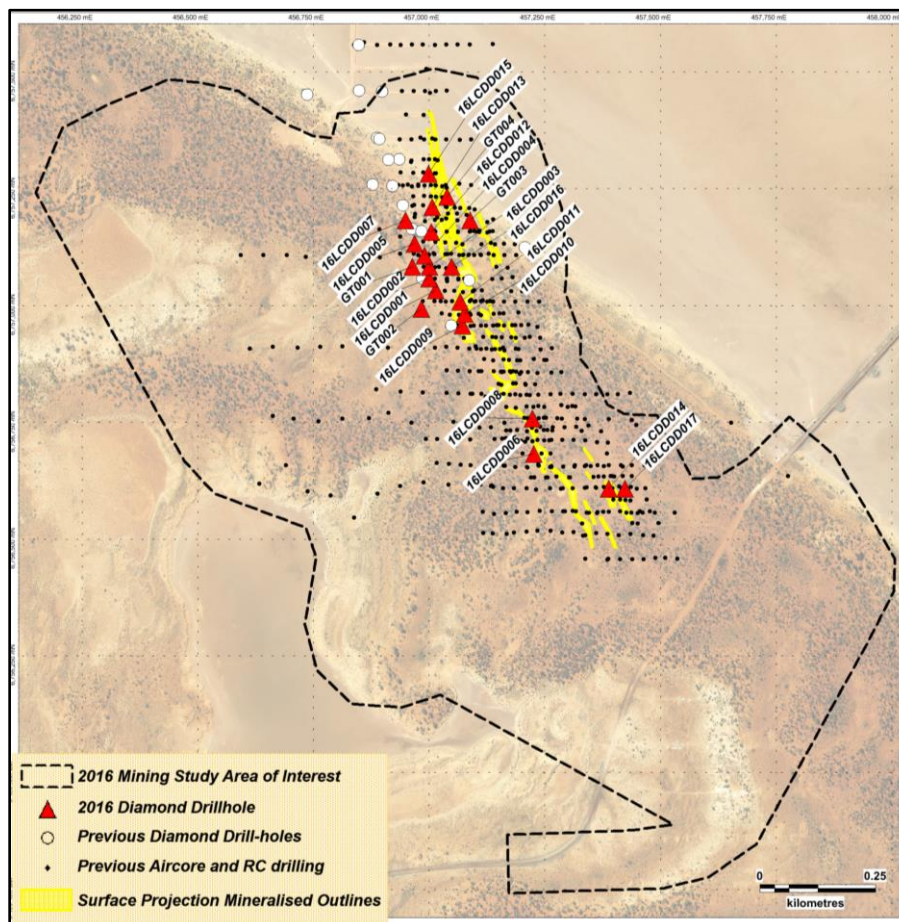 456,250 mE
456,500 mE
456,750 mE
457,000 mE
457,250 mE
457,500 mE
457,750 mE
458,000 mE
16LCDD015
16LCDD013
GT004
16LCDD012
16LCDD004
GT003
16LCDD003
16LCDD016
16LCDD011
16LCDD010
16LCDD007
16LCDD005
GT001
16LCDD002
16LCDD001
GT002
16LCDD009
16LCDD008
16LCDD006
16LCDD014
16LCDD017
2016 Mining Study Area of Interest
2016 Diamond Drillhole
Previous Diamond Drill-holes
Previous Aircore and RC drilling
Surface Projection Mineralised Outlines
0
0.25
kilometres